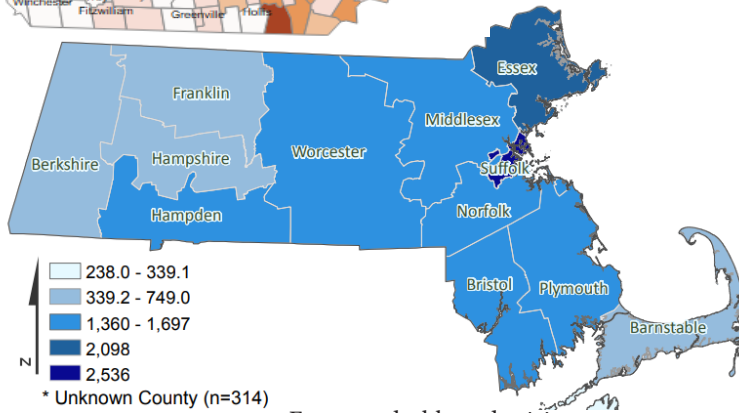 Winchester
Fitzwilliam
Greenville
Hollis
Essex
Franklin
Middlesex
Worcester
Hampshire
Berkshire
Suffolk
Hampden
Norfolk
Bristol
Plymouth
Barnstable
238.0 - 339.1
339.2 - 749.0
1,360 - 1,697
2,098
2,536
N
* Unknown County (n=314)